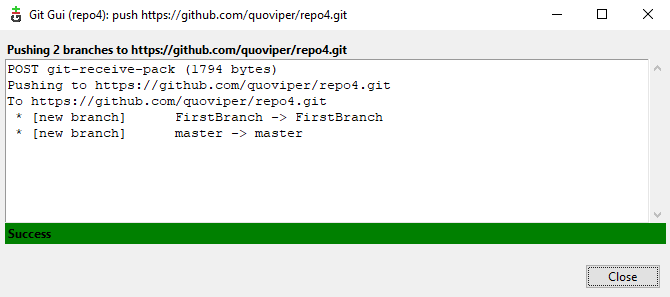 Git Gui (repo4): push https://github.com/quoviper/repo4.git
Pushing 2 branches to https://github.com/quoviper/repo4.git
POST git-receive-pack (1794 bytes)
Pushing to https://github.com/quoviper/repo4.git
To https://github.com/quoviper/repo4.git
* [new branch] FirstBranch -> FirstBranch
* [new branch] master -> master
Success
Close